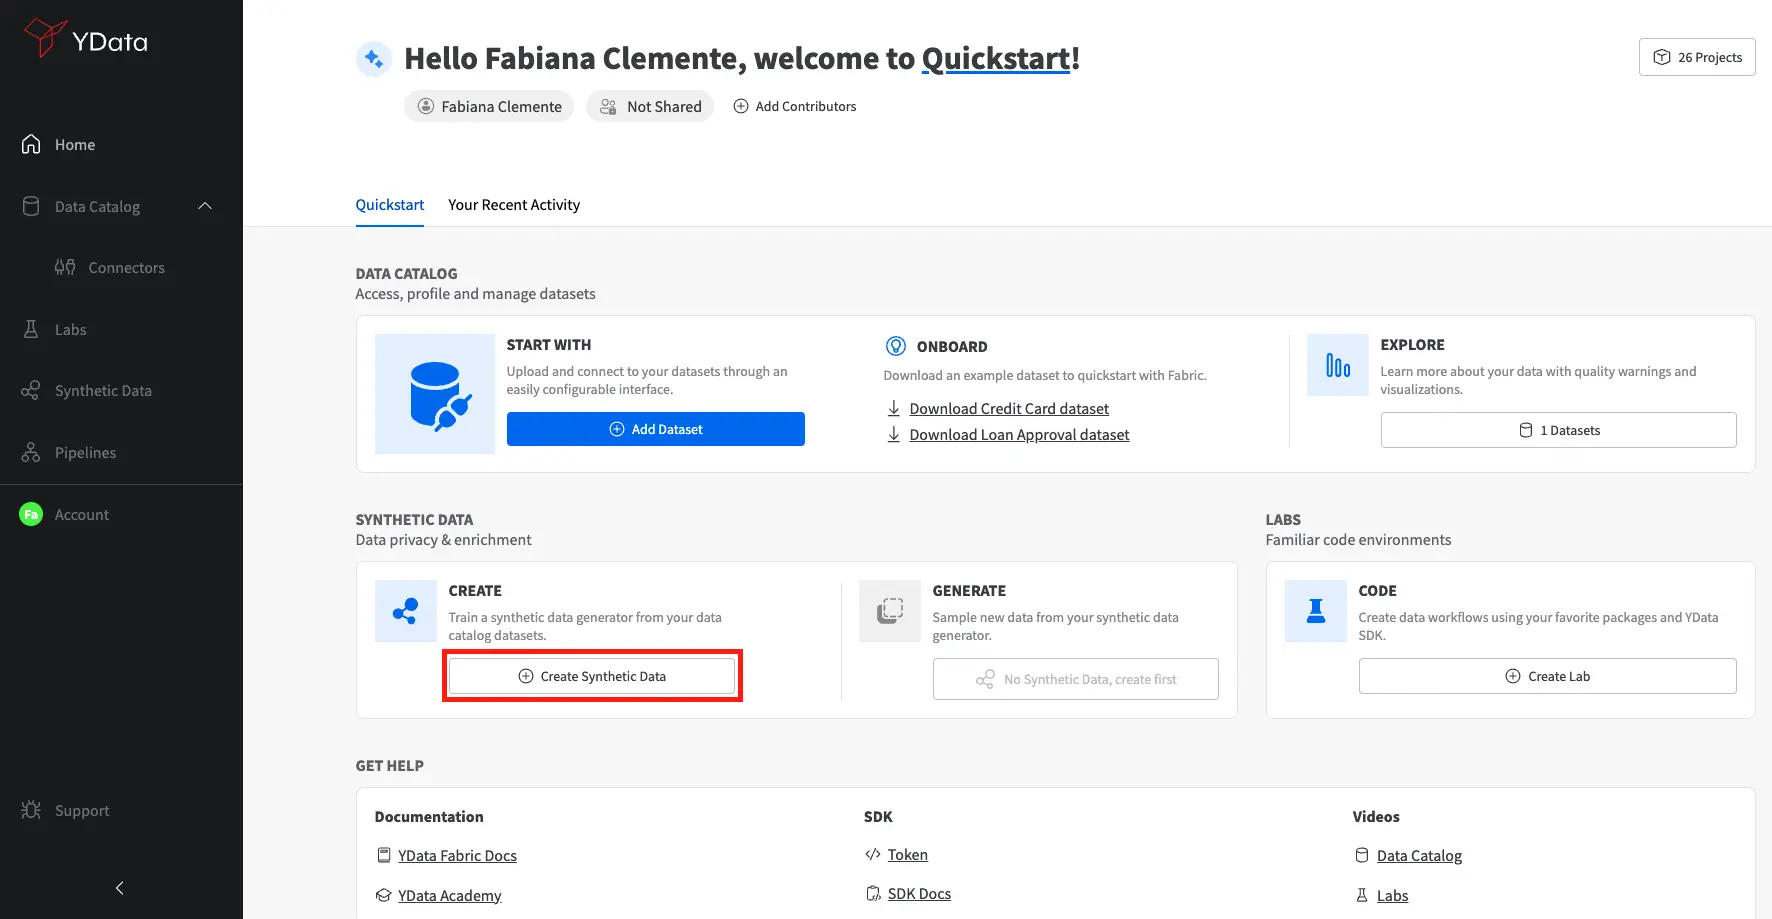 YData
Home
Data Catalog
Connectors
Labs
Synthetic Data
Pipelines
Fa Account
Support
Hello Fabiana Clemente, welcome to Quickstart!
26 Projects
Fabiana Clemente
Not Shared
Add Contributors
Quickstart
Your Recent Activity
DATA CATALOG
Access, profile and manage datasets
START WITH
Upload and connect to your datasets through an
easily configurable interface.
Add Dataset
ONBOARD
Download an example dataset to quickstart with Fabric.
Download Credit Card dataset
Download Loan Approval dataset
EXPLORE
Learn more about your data with quality warnings and
visualizations.
1 Datasets
SYNTHETIC DATA
Data privacy & enrichment
CREATE
Train a synthetic data generator from your data
catalog datasets.
Create Synthetic Data
GENERATE
Sample new data from your synthetic data
generator.
No Synthetic Data, create first
LABS
Familiar code environments
CODE
Create data workflows using your favorite packages and YData
SDK.
Create Lab
GET HELP
Documentation
YData Fabric Docs
YData Academy
SDK
Token
SDK Docs
Videos
Data Catalog
Labs